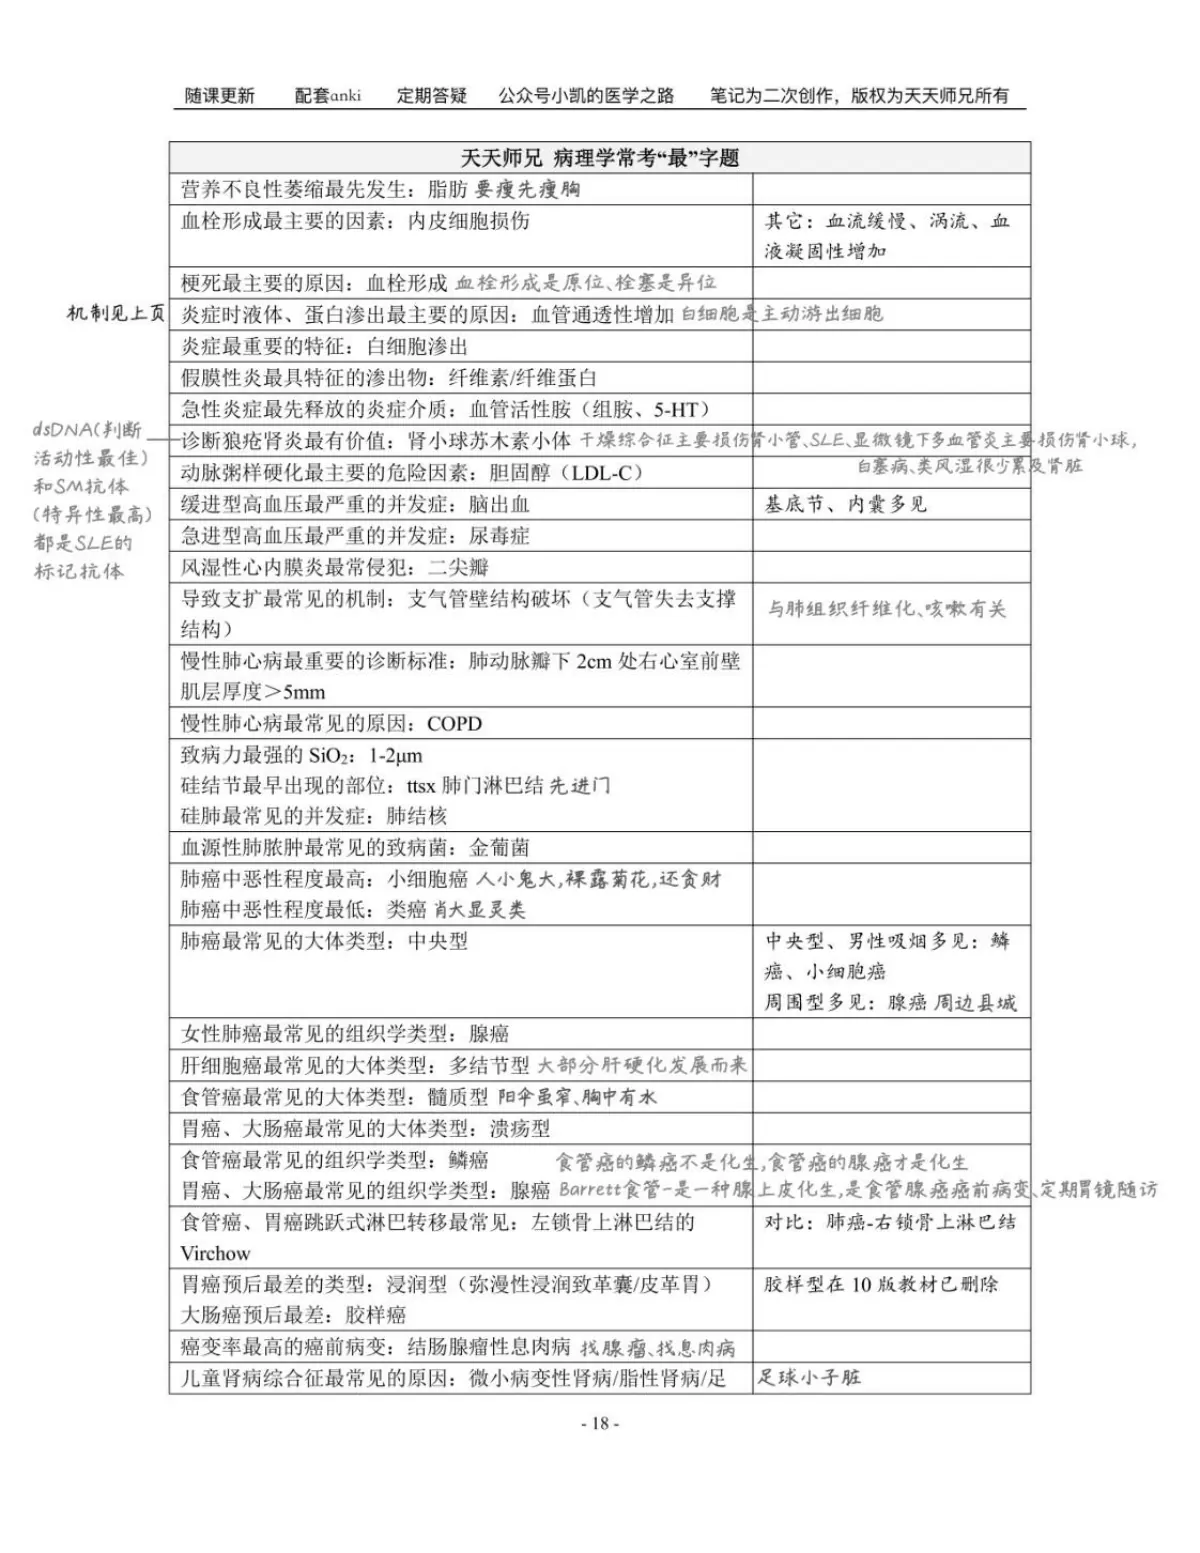 随课更新 配套anki 定期答疑 公众号小凯的医学之路 笔记为二次创作，版权为天天师兄所有
天天师兄 病理学常考“最”字题
营养不良性萎缩最先发生：脂肪 要瘦先瘦胸
血栓形成最主要的因素：内皮细胞损伤
其它：血流缓慢、涡流、血
液凝固性增加
梗死最主要的原因：血栓形成 血栓形成是原位、栓塞是异位
机制见上页
炎症时液体、蛋白渗出最主要的原因：血管通透性增加 白细胞是主动游出细胞
炎症最重要的特征：白细胞渗出
假膜性炎最具特征的渗出物：纤维素/纤维蛋白
急性炎症最先释放的炎症介质：血管活性胺（组胺、5-HT）
dsDNA(判断
活动性最佳)
和SM抗体
(特异性最高)
都是SLE的
标记抗体
诊断狼疮肾炎最有价值：肾小球苏木素小体 干燥综合征主要损伤肾小管、SLE、显微镜下多血管炎主要损伤肾小球,
白塞病、类风湿很少累及肾脏
动脉粥样硬化最主要的危险因素：胆固醇（LDL-C）
缓进型高血压最严重的并发症：脑出血
基底节、内囊多见
急进型高血压最严重的并发症：尿毒症
风湿性心内膜炎最常侵犯：二尖瓣
导致支扩最常见的机制：支气管壁结构破坏（支气管失去支撑
结构）
与肺组织纤维化、咳嗽有关
慢性肺心病最重要的诊断标准：肺动脉瓣下 2cm 处右心室前壁
肌层厚度＞5mm
慢性肺心病最常见的原因：COPD
致病力最强的 SiO₂：1-2μm
硅结节最早出现的部位：ttsx 肺门淋巴结 先进门
硅肺最常见的并发症：肺结核
血源性肺脓肿最常见的致病菌：金葡菌
肺癌中恶性程度最高：小细胞癌 人小鬼大,裸露菊花,还贪财
肺癌中恶性程度最低：类癌 肖大显灵类
肺癌最常见的大体类型：中央型
中央型、男性吸烟多见：鳞
癌、小细胞癌
周围型多见：腺癌 周边县城
女性肺癌最常见的组织学类型：腺癌
肝细胞癌最常见的大体类型：多结节型 大部分肝硬化发展而来
食管癌最常见的大体类型：髓质型 阳伞虽窄、胸中有水
胃癌、大肠癌最常见的大体类型：溃疡型
食管癌最常见的组织学类型：鳞癌 食管癌的鳞癌不是化生,食管癌的腺癌才是化生
胃癌、大肠癌最常见的组织学类型：腺癌 Barrett食管-是一种腺上皮化生,是食管腺癌癌前病变、定期胃镜随访
食管癌、胃癌跳跃式淋巴转移最常见：左锁骨上淋巴结的
Virchow
对比：肺癌-右锁骨上淋巴结
胃癌预后最差的类型：浸润型（弥漫性浸润致革囊/皮革胃）
大肠癌预后最差：胶样癌
胶样型在 10 版教材已删除
癌变率最高的癌前病变：结肠腺瘤性息肉病 找腺瘤、找息肉病
儿童肾病综合征最常见的原因：微小病变性肾病/脂性肾病/足
足球小子脏
- 18 -